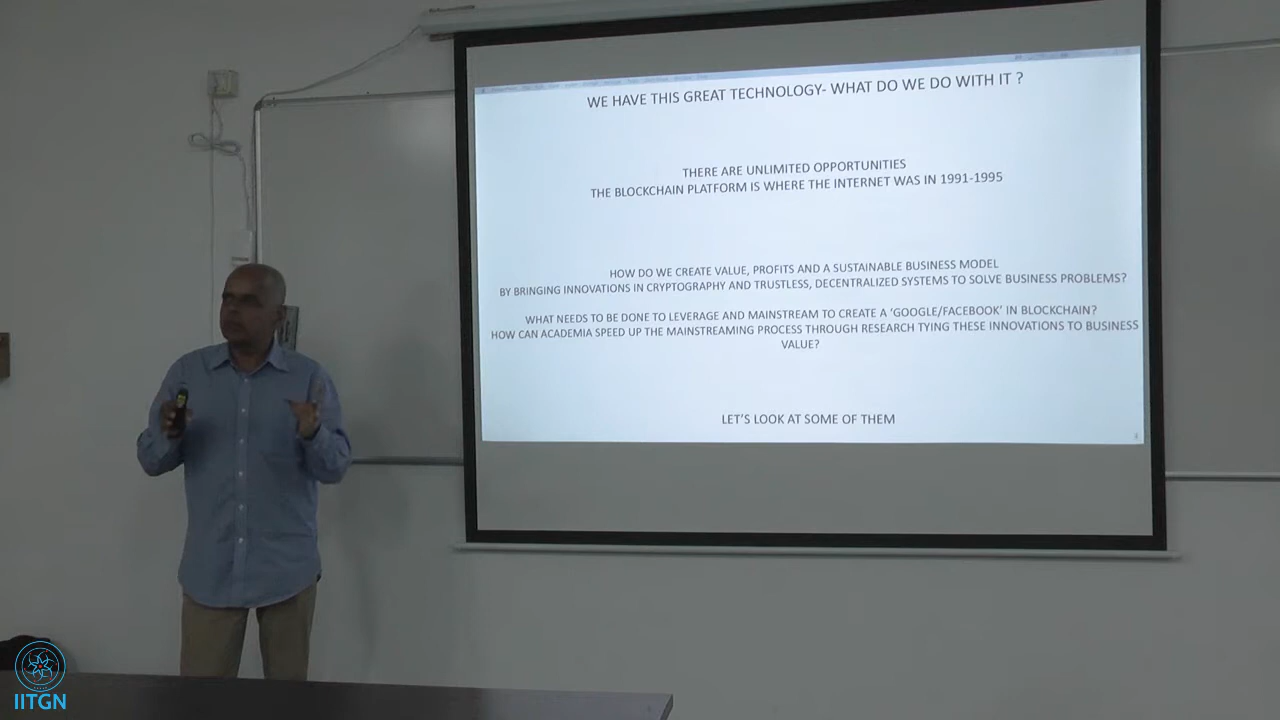 WE HAVE THIS GREAT TECHNOLOGY- WHAT DO WE DO WITH IT ?
THERE ARE UNLIMITED OPPORTUNITIES
THE BLOCKCHAIN PLATFORM IS WHERE THE INTERNET WAS IN 1991-1995
HOW DO WE CREATE VALUE, PROFITS AND A SUSTAINABLE BUSINESS MODEL
BY BRINGING INNOVATIONS IN CRYPTOGRAPHY AND TRUSTLESS, DECENTRALIZED SYSTEMS TO SOLVE BUSINESS PROBLEMS?
WHAT NEEDS TO BE DONE TO LEVERAGE AND MAINSTREAM TO CREATE A 'GOOGLE/FACEBOOK' IN BLOCKCHAIN?
HOW CAN ACADEMIA SPEED UP THE MAINSTREAMING PROCESS THROUGH RESEARCH TYING THESE INNOVATIONS TO BUSINESS
VALUE?
LET'S LOOK AT SOME OF THEM
IITGN